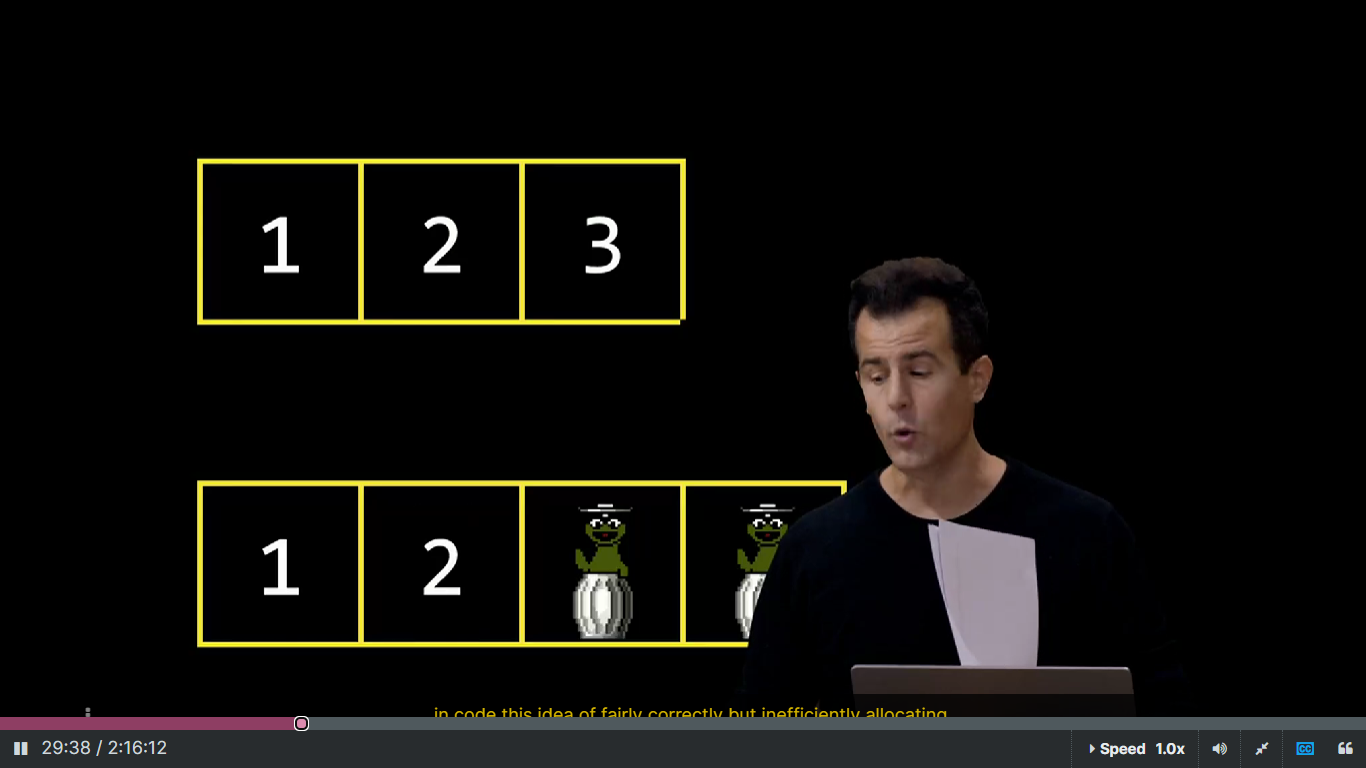 1 2 3
1 2
in code this idea of fairly correctly but inefficiently allocating
29:38 / 2:16:12
Speed 1.0x
CC